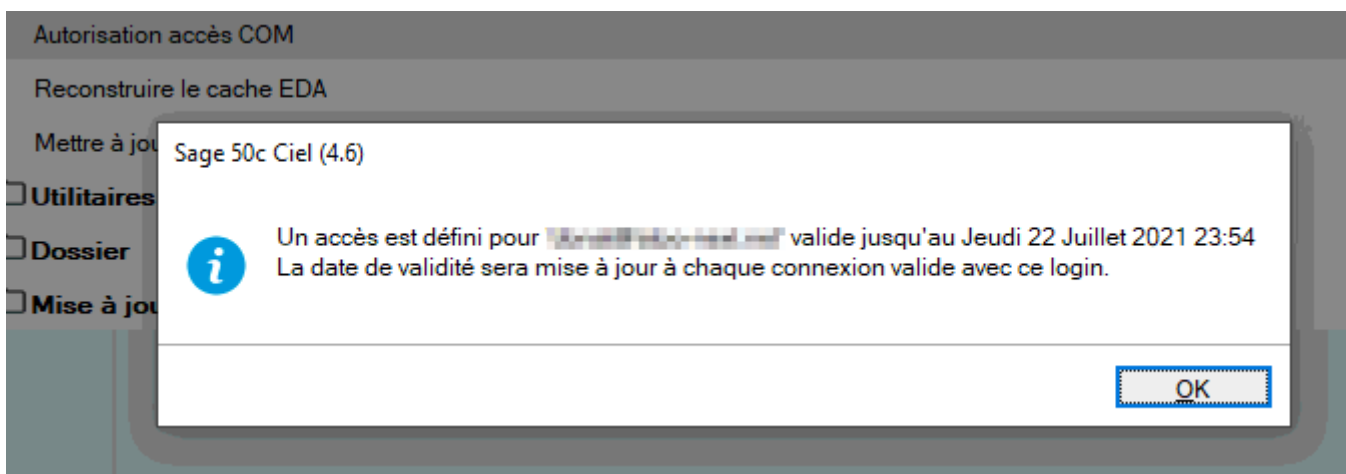 Autorisation accès COM
Reconstruire le cache EDA
Mettre à jou
Sage 50c Ciel (4.6)
Utilitaires
Un accès est défini pour valide jusqu'au Jeudi 22 Juillet 2021 23:54
Dossier
La date de validité sera mise à jour à chaque connexion valide avec ce login.
Mise à jou
OK